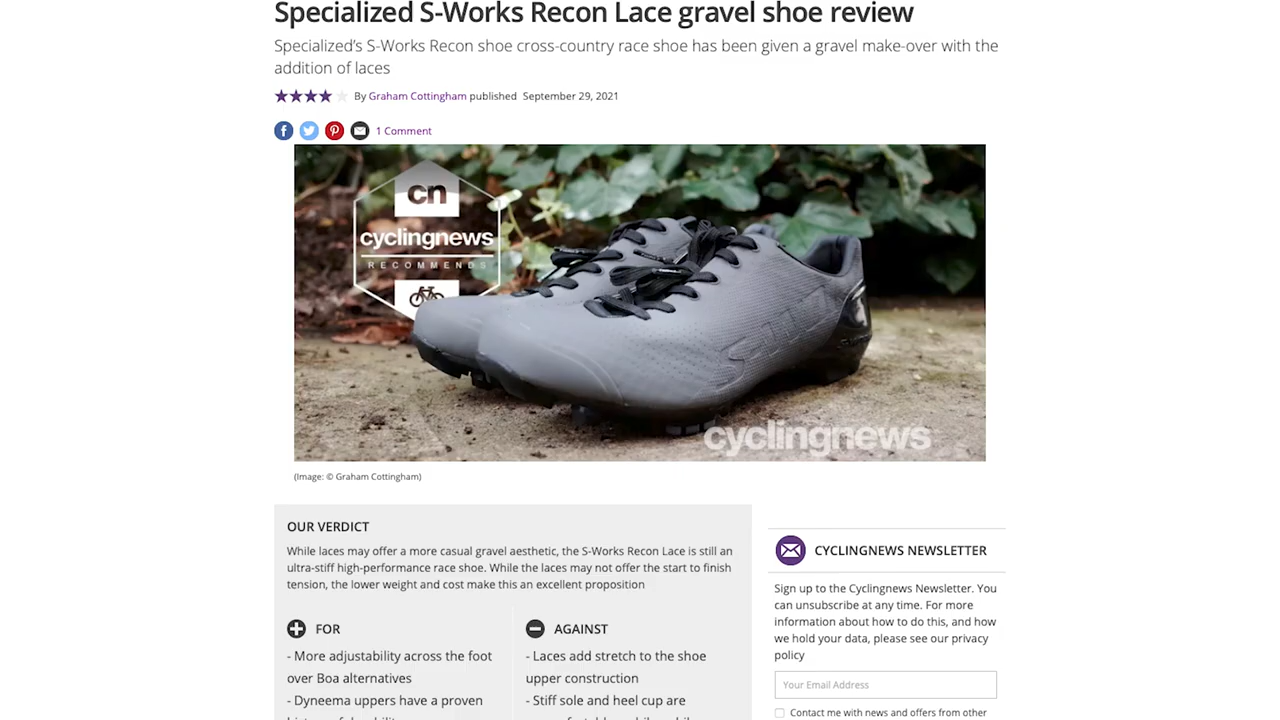 Specialized S-Works Recon Lace gravel shoe review
Specialized’s S-Works Recon shoe cross-country race shoe has been given a gravel make-over with the
addition of laces
By Graham Cottingham published September 29, 2021
1 Comment
cn
cyclingnews
RECOMMENDS
cyclingnews
(Image: © Graham Cottingham)
OUR VERDICT
While laces may offer a more casual gravel aesthetic, the S-Works Recon Lace is still an
ultra-stiff high-performance race shoe. While the laces may not offer the start to finish
tension, the lower weight and cost make this an excellent proposition
FOR
- More adjustability across the foot
over Boa alternatives
- Dyneema uppers have a proven
AGAINST
- Laces add stretch to the shoe
upper construction
- Stiff sole and heel cup are
CYCLINGNEWS NEWSLETTER
Sign up to the Cyclingnews Newsletter. You
can unsubscribe at any time. For more
information about how to do this, and how
we hold your data, please see our privacy
policy
Your Email Address
Contact me with news and offers from other